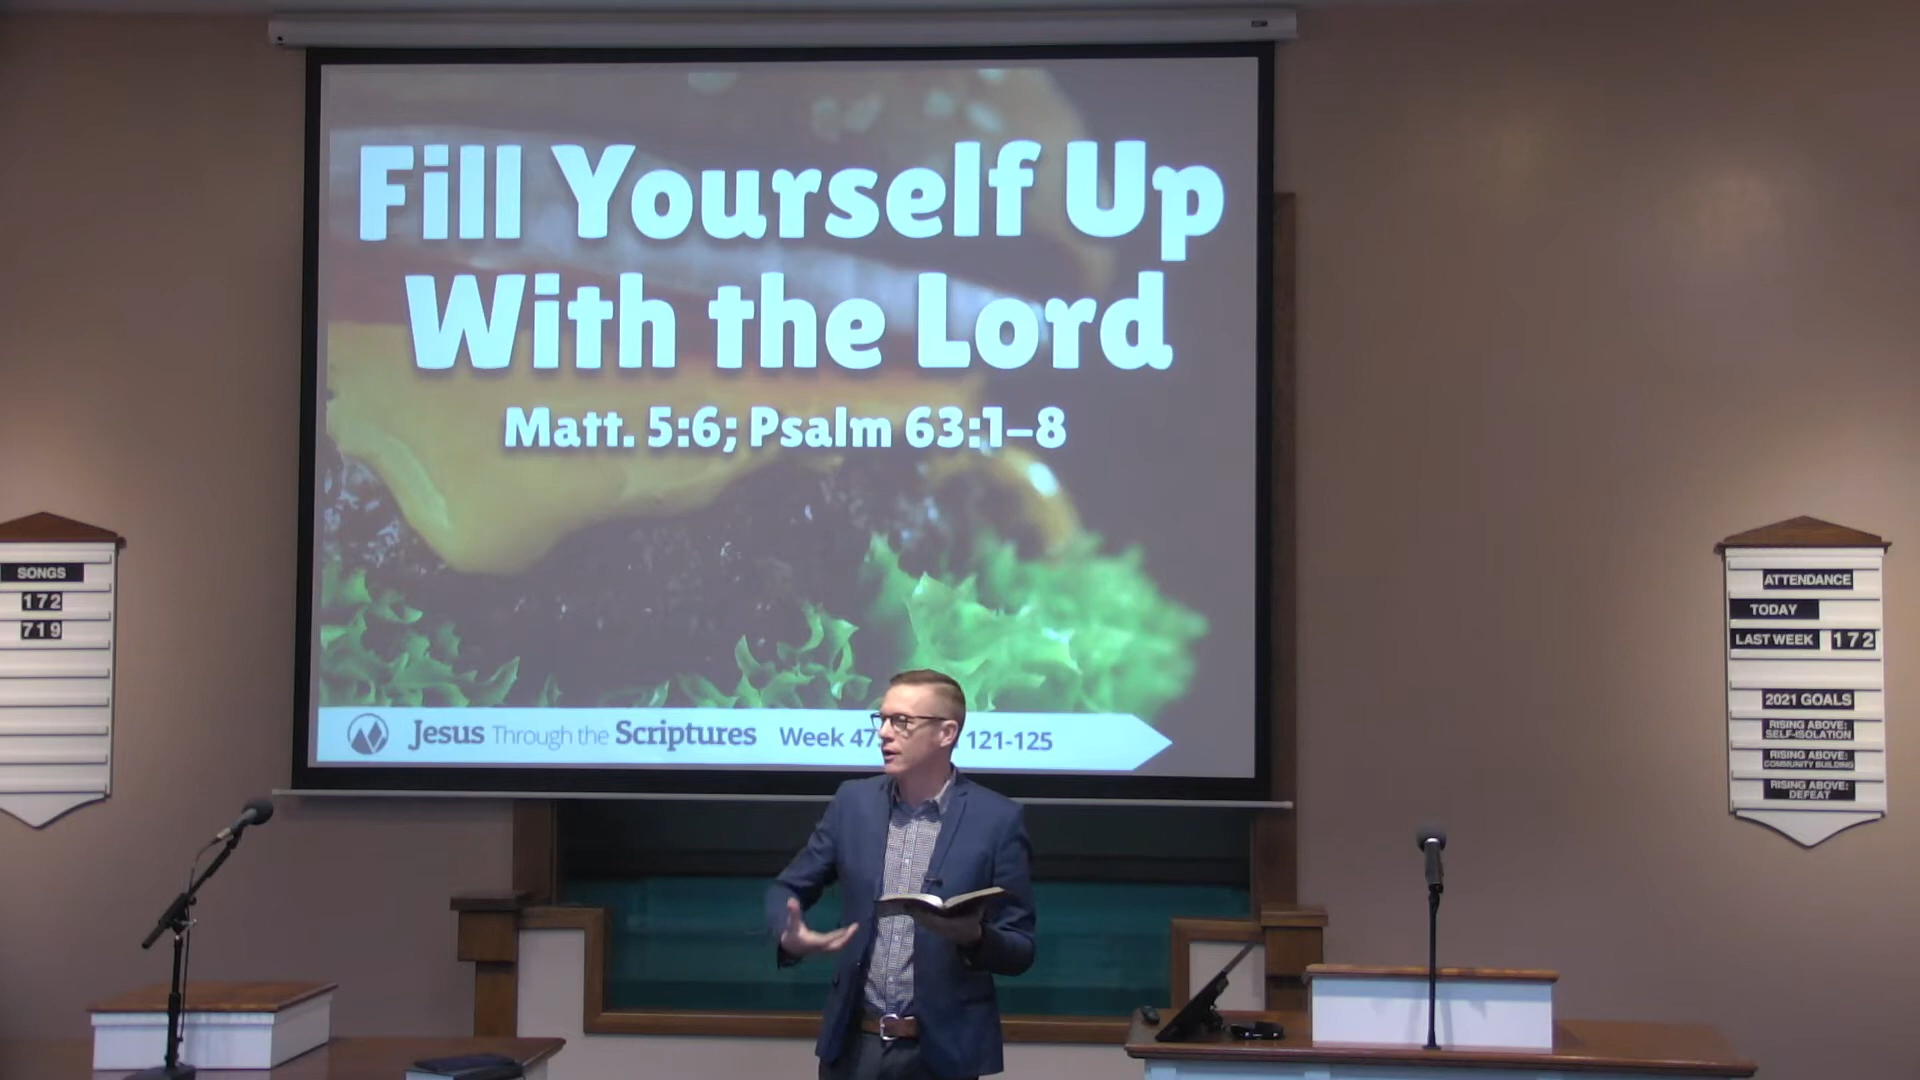 Fill Yourself Up
With the Lord
Matt. 5:6; Psalm 63:1–8
Jesus Through the Scriptures Week 47 121-125
SONGS
172
719
ATTENDANCE
TODAY
LAST WEEK 172
2021 GOALS
RISING ABOVE:
SELF-ISOLATION
RISING ABOVE:
COMMUNITY BUILDING
RISING ABOVE:
DEFEAT